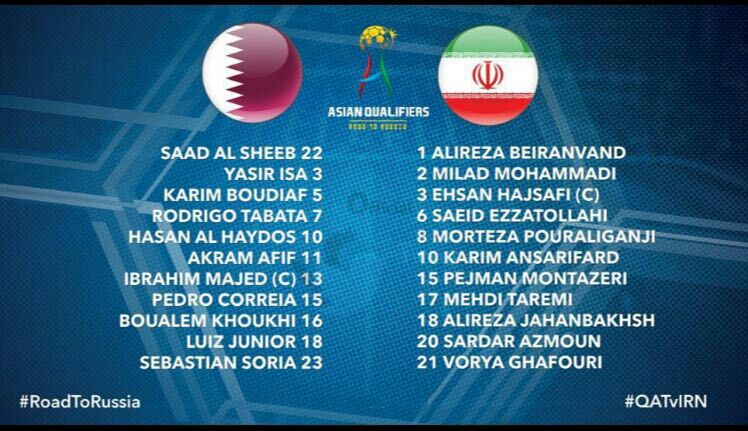 ASIAN QUALIFIERS
ROAD TO RUSSIA
SAAD AL SHEEB 22
YASIR ISA 3
KARIM BOUDIAF 5
RODRIGO TABATA 7
HASAN AL HAYDOS 10
AKRAM AFIF 11
IBRAHIM MAJED (C) 13
PEDRO CORREIA 15
BOUALEM KHOUKHI 16
LUIZ JUNIOR 18
SEBASTIAN SORIA 23
1 ALIREZA BEIRANVAND
2 MILAD MOHAMMADI
3 EHSAN HAJSAFI (C)
6 SAEID EZZATOLLAHI
8 MORTEZA POURALIGANJI
10 KARIM ANSARIFARD
15 PEJMAN MONTAZERI
17 MEHDI TAREMI
18 ALIREZA JAHANBAKHSH
20 SARDAR AZMOUN
21 VORYA GHAFOURI
#RoadToRussia
#QATvIRN